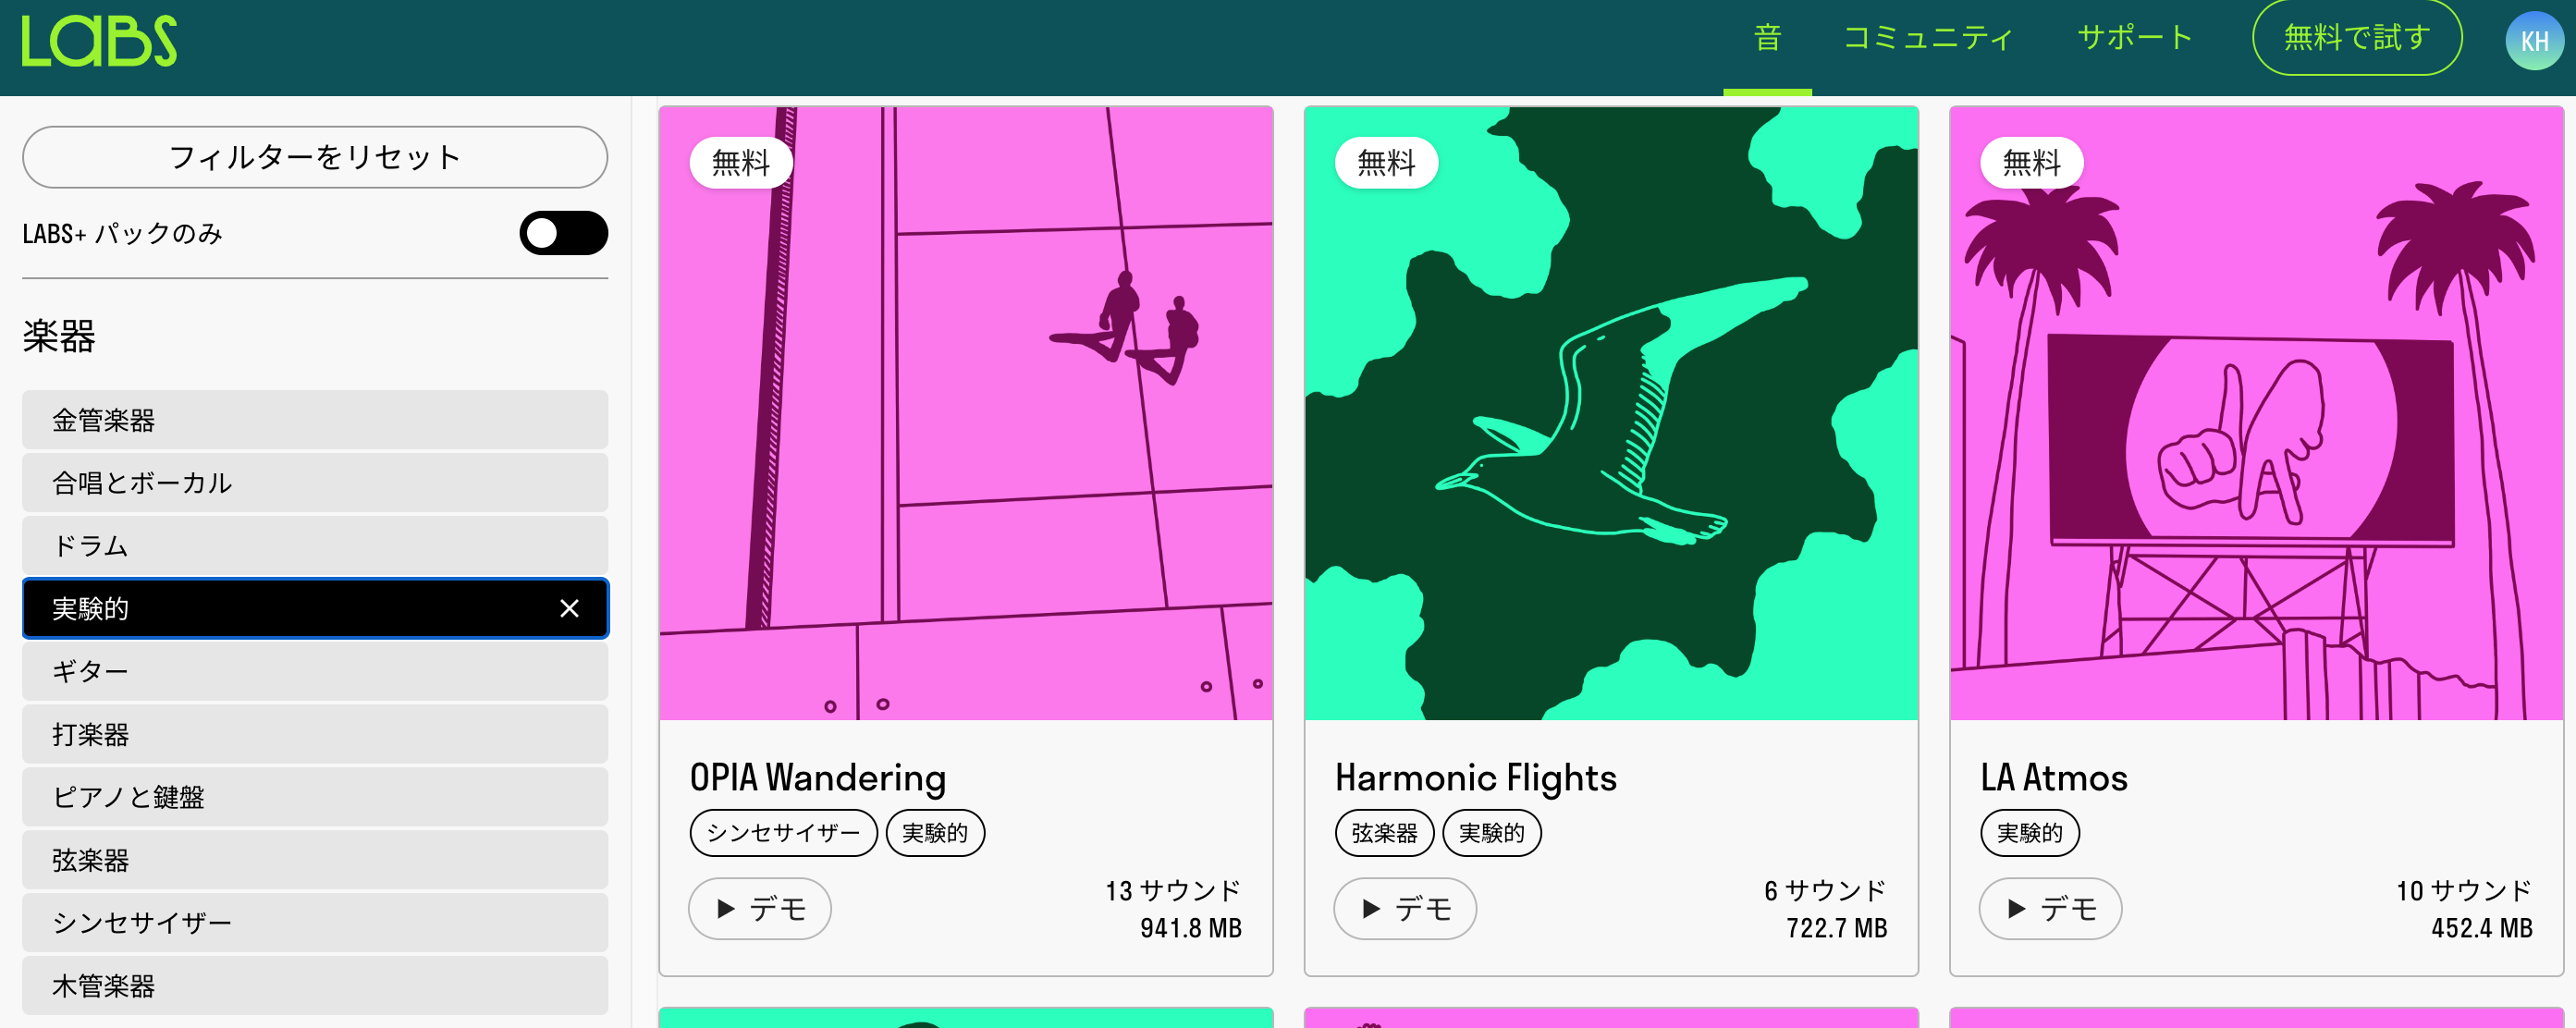 LABS
音 コミュニティ サポート 無料で試す KH
フィルターをリセット
LABS+ パックのみ
楽器
金管楽器
合唱とボーカル
ドラム
実験的
ギター
打楽器
ピアノと鍵盤
弦楽器
シンセサイザー
木管楽器
無料
OPIA Wandering
シンセサイザー 実験的
デモ
13 サウンド
941.8 MB
無料
Harmonic Flights
弦楽器 実験的
デモ
6 サウンド
722.7 MB
無料
LA Atmos
実験的
デモ
10 サウンド
452.4 MB